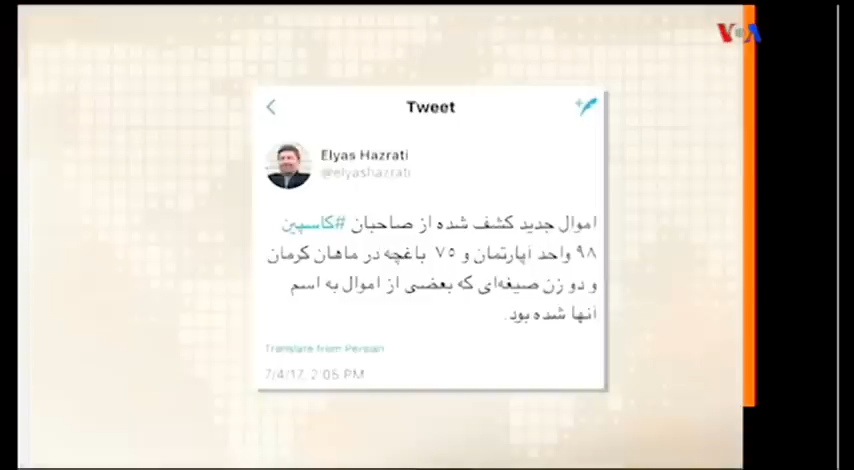 VOA
Tweet
Elyas Hazrati
@elyashazrati
اموال جدید کشف شده از صاحبان #کاسپین
۹۸ واحد آپارتمان و ۷۵ باغچه در ماهان کرمان
و دو زن صیغه‌ای که بعضی از اموال به اسم
آنها شده بود.
Translate from Persian
7/4/17, 2:05 PM